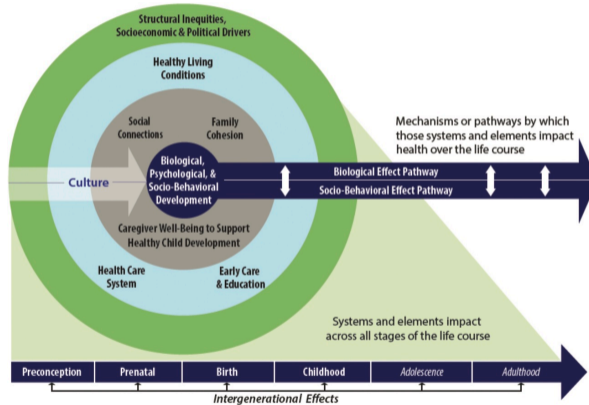 Structural Inequities,
Socioeconomic & Political Drivers
Healthy Living
Conditions
Social
Connections
Family
Cohesion
Biological,
Psychological, &
Socio-Behavioral
Development
Culture
Caregiver Well-Being to Support
Healthy Child Development
Health Care
System
Early Care
& Education
Mechanisms or pathways by which
those systems and elements impact
health over the life course
Biological Effect Pathway
Socio-Behavioral Effect Pathway
Systems and elements impact
across all stages of the life course
Preconception
Prenatal
Birth
Childhood
Adolescence
Adulthood
Intergenerational Effects